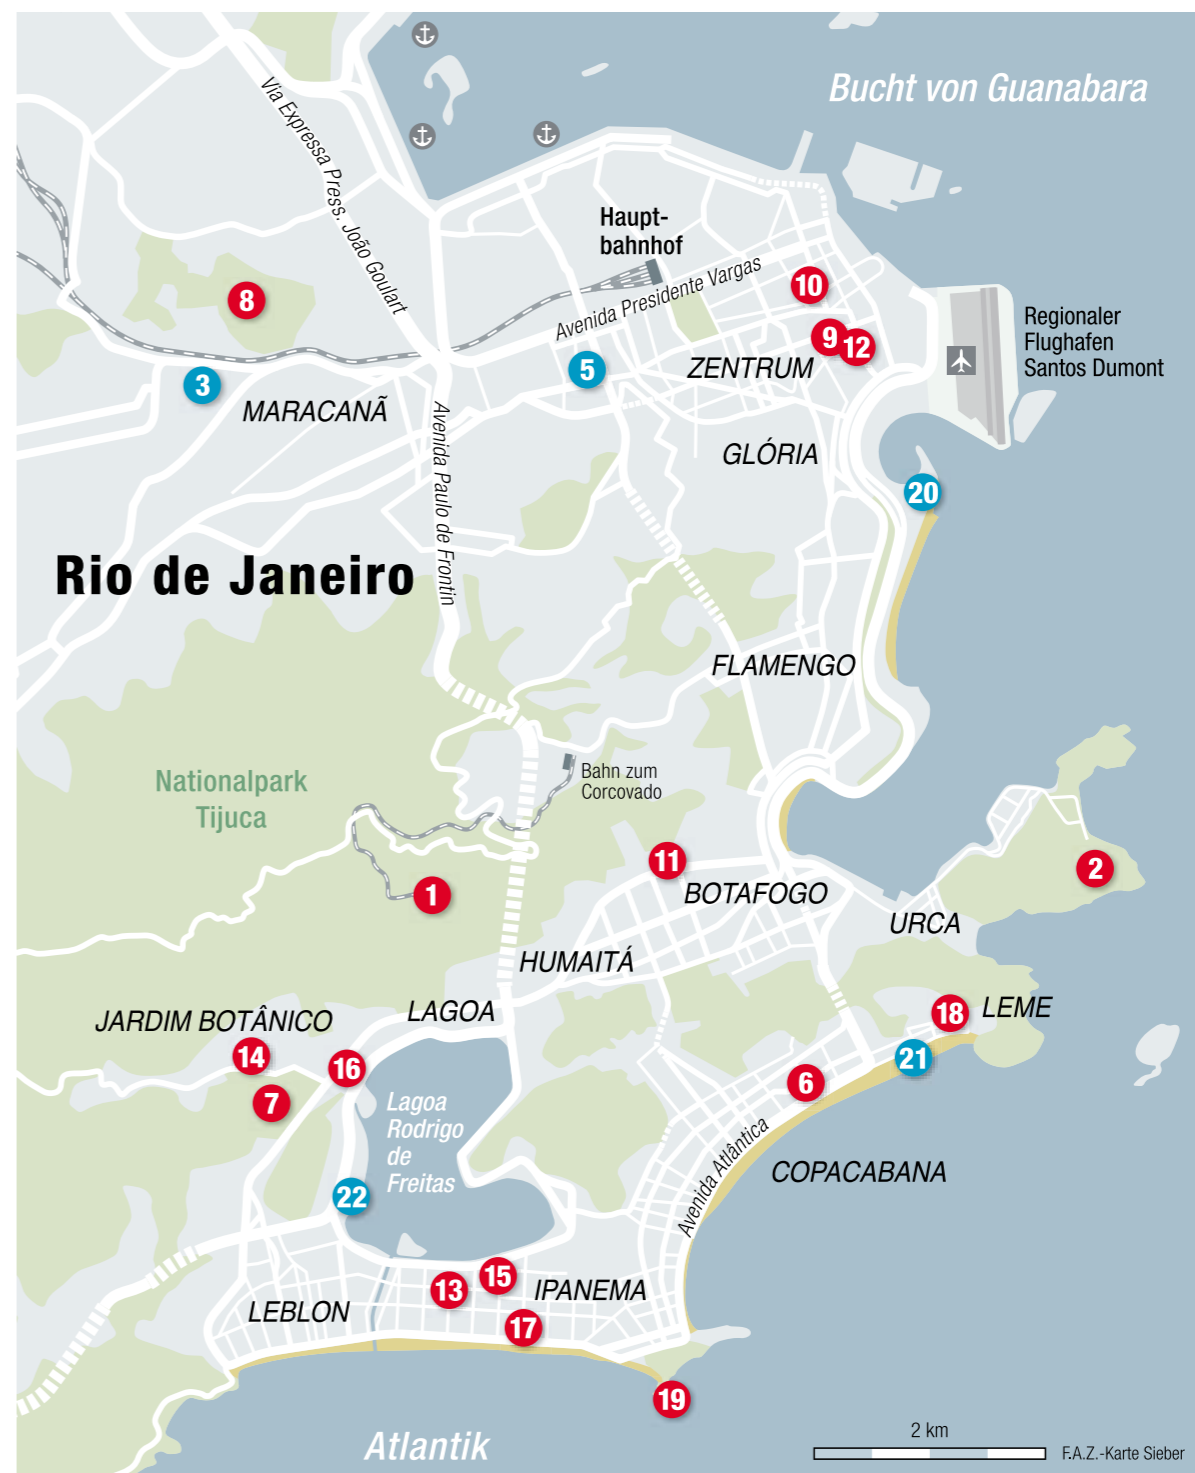 Bucht von Guanabara
Via Expressa Press. João Goulart
Haupt-
bahnhof
Avenida Presidente Vargas
8
10
9
12
Regionaler
Flughafen
Santos Dumont
3
5
ZENTRUM
MARACANÃ
Avenida Paulo de Frontin
GLÓRIA
20
Rio de Janeiro
FLAMENGO
Nationalpark
Tijuca
Bahn zum
Corcovado
11
2
1
BOTAFOGO
URCA
HUMAITÁ
LAGOA
JARDIM BOTÂNICO
18
LEME
14
16
21
7
6
Lagoa
Rodrigo
de
Freitas
Avenida Atlântica
COPACABANA
22
13
15
IPANEMA
LEBLON
17
19
Atlantik
2 km
F.A.Z.-Karte Sieber